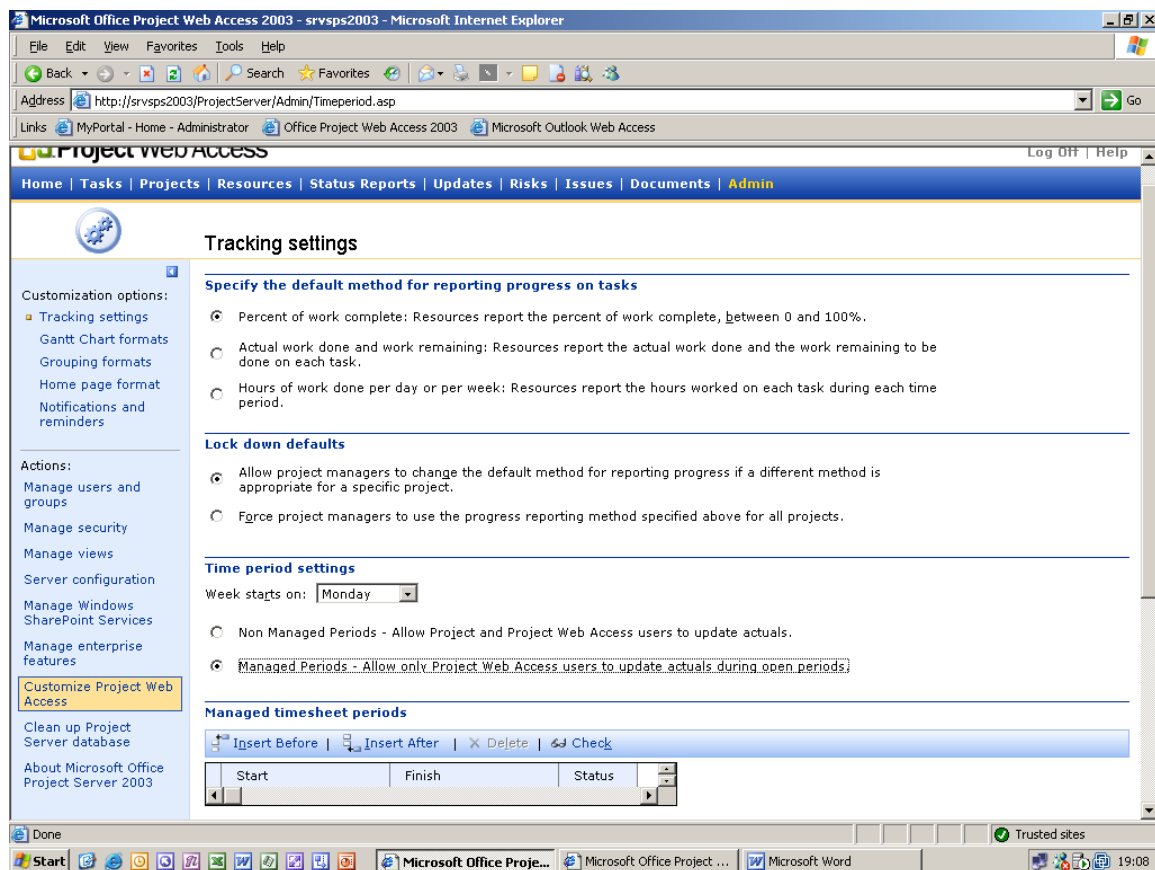 Microsoft Office Project Web Access 2003 - srvsps2003 - Microsoft Internet Explorer
File Edit View Favorites Tools Help
Back Search Favorites
Address http://srvsps2003/ProjectServer/Admin/Timeperiod.asp Go
Links MyPortal - Home - Administrator Office Project Web Access 2003 Microsoft Outlook Web Access
Project Web Access Log Off | Help
Home | Tasks | Projects | Resources | Status Reports | Updates | Risks | Issues | Documents | Admin
Tracking settings
Customization options:
Tracking settings
Gantt Chart formats
Grouping formats
Home page format
Notifications and
reminders
Actions:
Manage users and
groups
Manage security
Manage views
Server configuration
Manage Windows
SharePoint Services
Manage enterprise
features
Customize Project Web
Access
Clean up Project
Server database
About Microsoft Office
Project Server 2003
Specify the default method for reporting progress on tasks
Percent of work complete: Resources report the percent of work complete, between 0 and 100%.
Actual work done and work remaining: Resources report the actual work done and the work remaining to be
done on each task.
Hours of work done per day or per week: Resources report the hours worked on each task during each time
period.
Lock down defaults
Allow project managers to change the default method for reporting progress if a different method is
appropriate for a specific project.
Force project managers to use the progress reporting method specified above for all projects.
Time period settings
Week starts on: Monday
Non Managed Periods - Allow Project and Project Web Access users to update actuals.
Managed Periods - Allow only Project Web Access users to update actuals during open periods.
Managed timesheet periods
Insert Before | Insert After | Delete | Check
Start Finish Status
Done Trusted sites
Start Microsoft Office Proje... Microsoft Office Project ... Microsoft Word 19:08